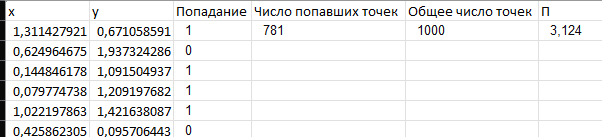 x y Попадание Число попавших точек Общее число точек П
1,311427921 0,671058591 1 781 1000 3,124
0,624964675 1,937324286 0
0,144846178 1,091504937 1
0,079774738 1,209197682 1
1,022197863 1,421638087 1
0,425862305 0,095706443 0